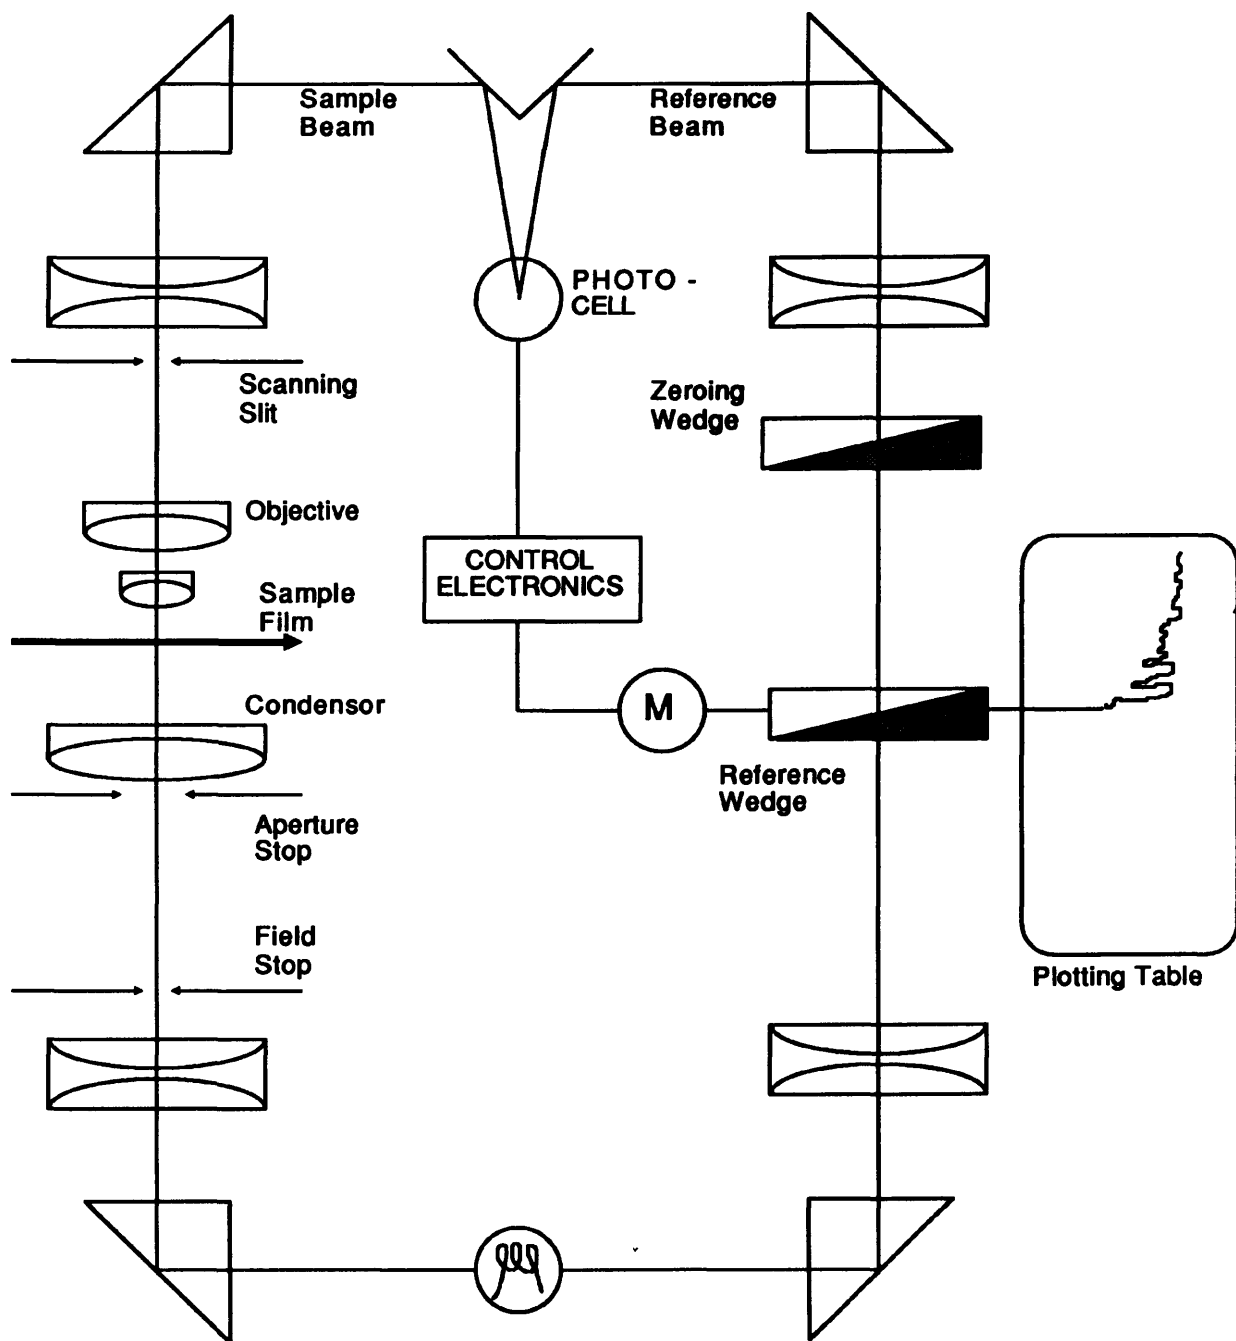 Sample
Beam
Reference
Beam
PHOTO -
CELL
Scanning
Slit
Zeroing
Wedge
Objective
CONTROL
ELECTRONICS
Sample
Film
Condensor
M
Reference
Wedge
Aperture
Stop
Field
Stop
Plotting Table